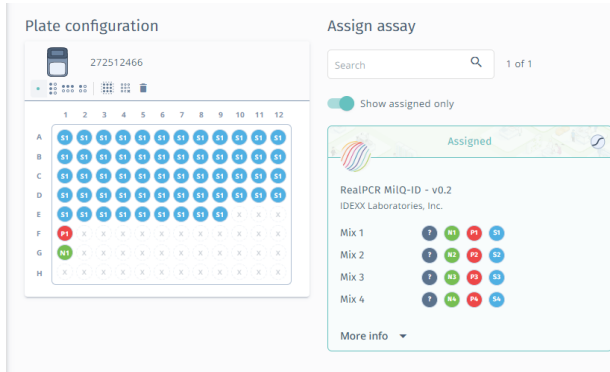 Plate configuration
272512466
1 2 3 4 5 6 7 8 9 10 11 12
A S1 S1 S1 S1 S1 S1 S1 S1 S1 S1 S1 S1
B S1 S1 S1 S1 S1 S1 S1 S1 S1 S1 S1 S1
C S1 S1 S1 S1 S1 S1 S1 S1 S1 S1 S1 S1
D S1 S1 S1 S1 S1 S1 S1 S1 S1 S1 S1 S1
E S1 S1 S1 S1 S1 S1 S1 S1 S1 X X X
F P1 X X X X X X X X X X X
G N1 X X X X X X X X X X X
H X X X X X X X X X X X X
Assign assay
Search
1 of 1
Show assigned only
Assigned
RealPCR MilQ-ID - v0.2
IDEXX Laboratories, Inc.
Mix 1 ? N1 P1 S1
Mix 2 ? N2 P2 S2
Mix 3 ? N3 P3 S3
Mix 4 ? N4 P4 S4
More info